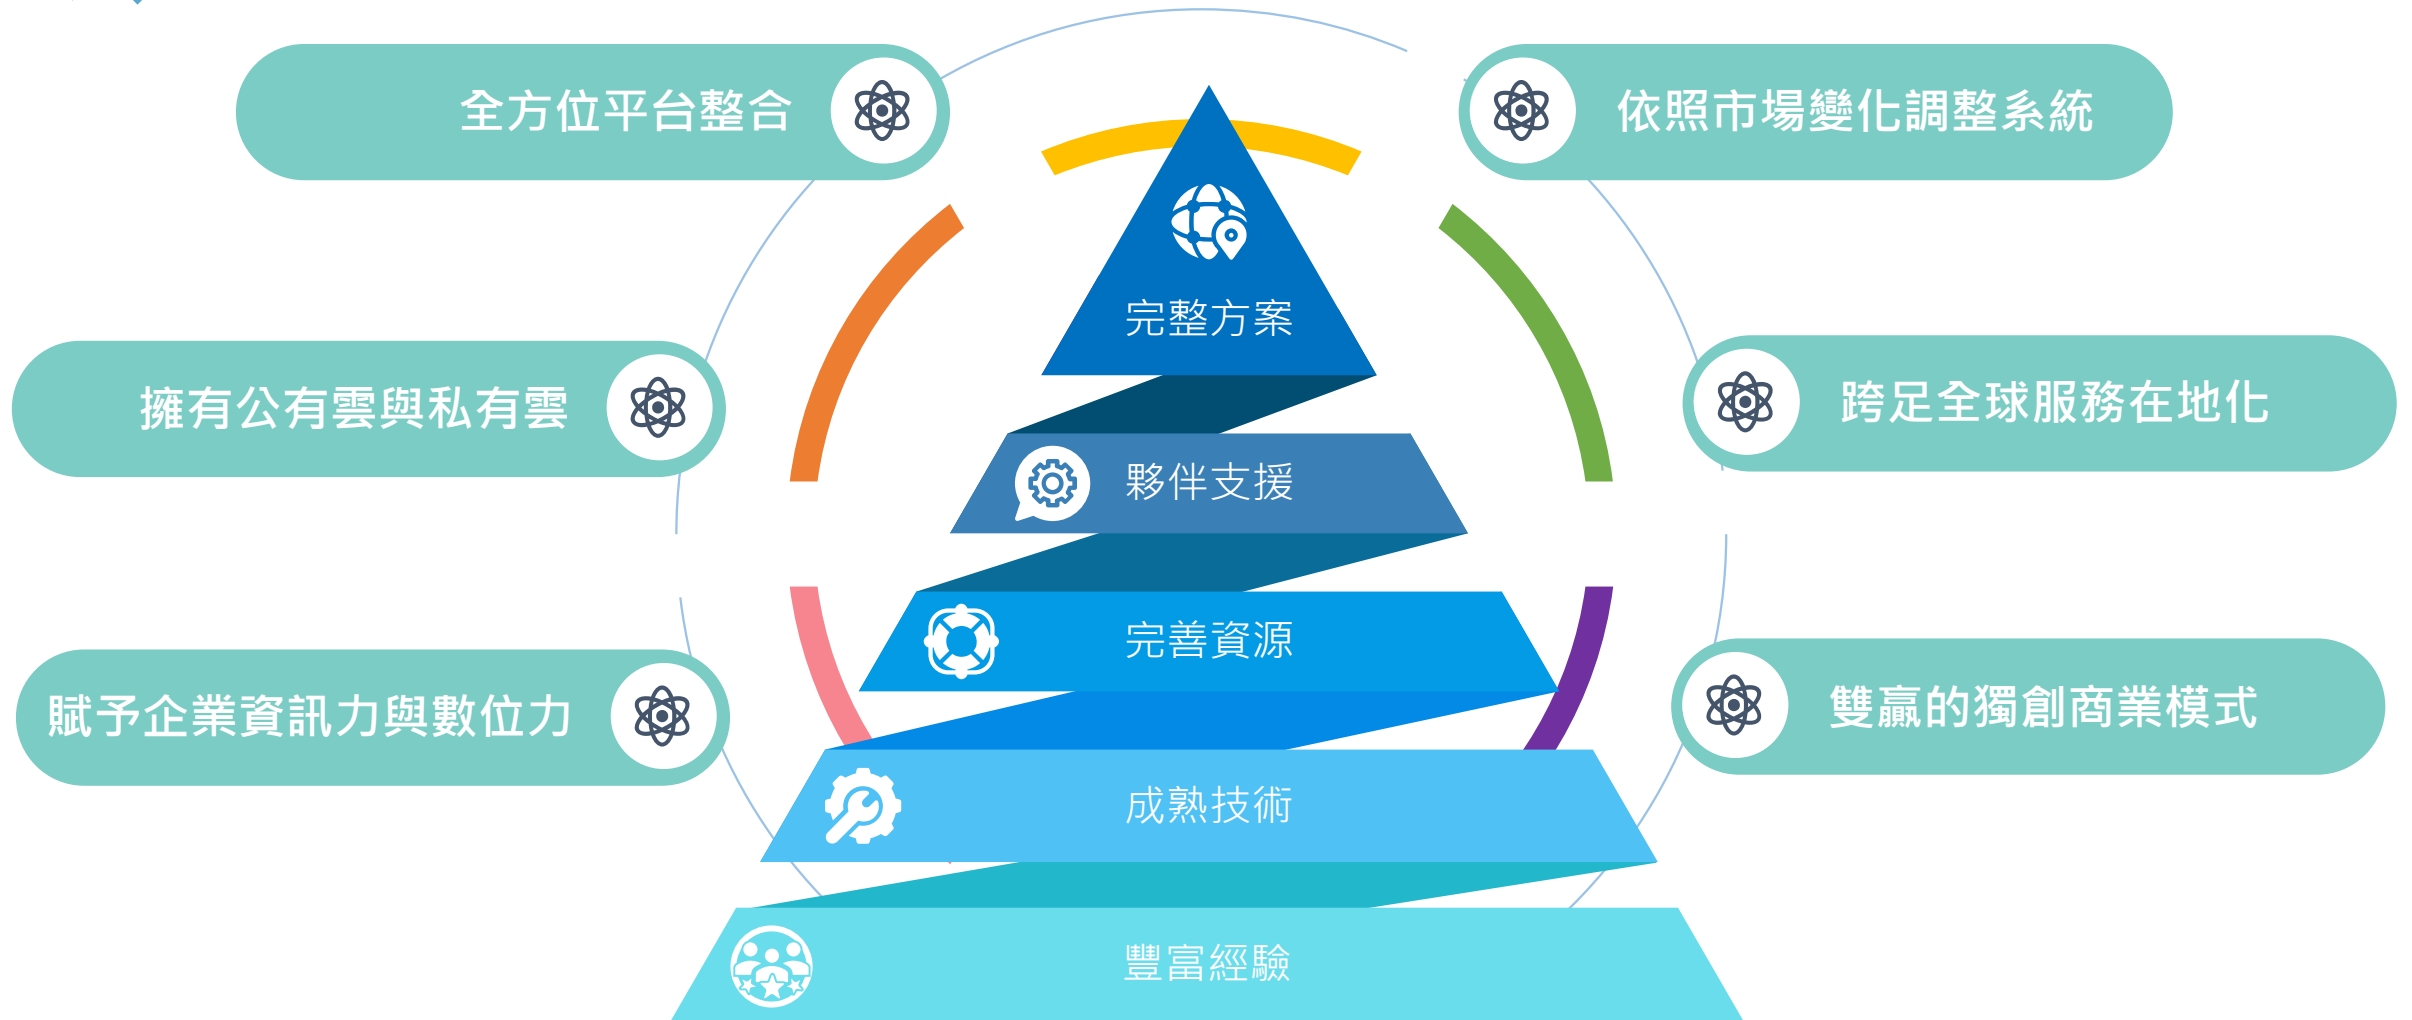 全方位平台整合
依照市場變化調整系統
完整方案
擁有公有雲與私有雲
跨足全球服務在地化
夥伴支援
完善資源
賦予企業資訊力與數位力
雙贏的獨創商業模式
成熟技術
豐富經驗